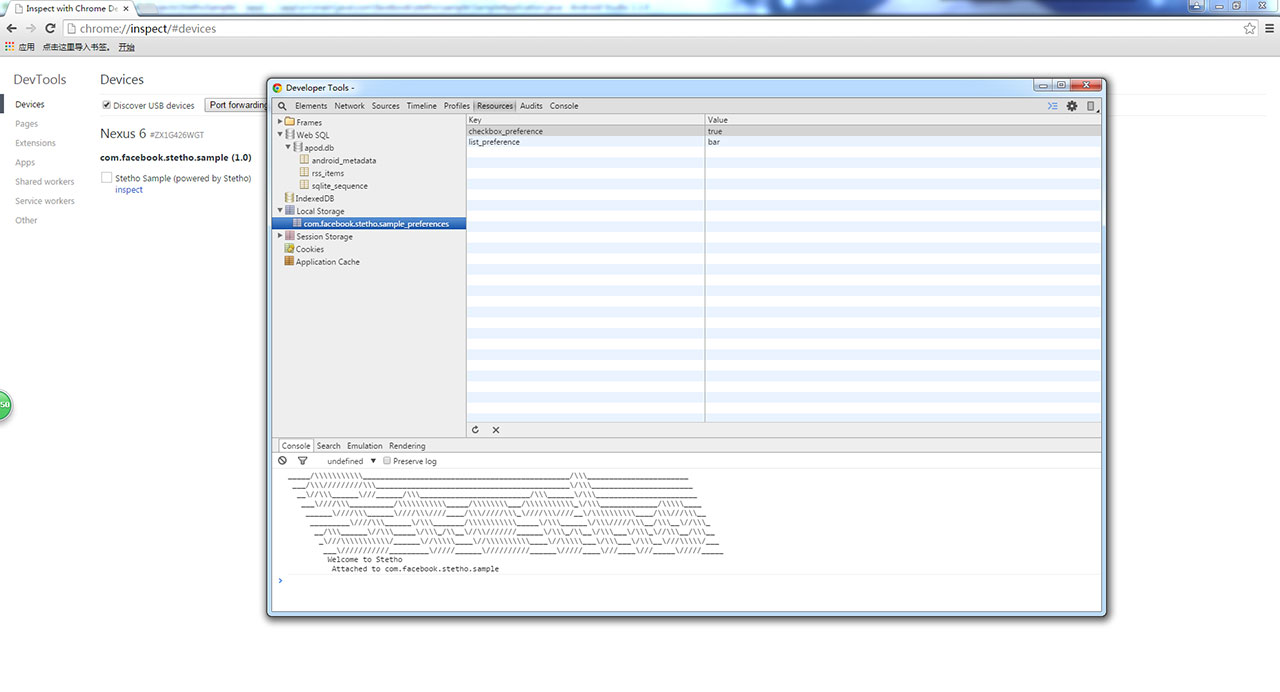 Inspect with Chrome De
chrome://inspect/#devices
应用 点击这里导入书签。 开始
DevTools
Devices
Pages
Extensions
Apps
Shared workers
Service workers
Other
Devices
Discover USB devices Port forwarding
Nexus 6 #ZX1G426WGT
com.facebook.stetho.sample (1.0)
Stetho Sample (powered by Stetho)
inspect
Developer Tools -
Elements Network Sources Timeline Profiles Resources Audits Console
Frames
Web SQL
apod.db
android_metadata
rss_items
sqlite_sequence
IndexedDB
Local Storage
com.facebook.stetho.sample_preferences
Session Storage
Cookies
Application Cache
Key Value
checkbox_preference true
list_preference bar
Console Search Emulation Rendering
undefined Preserve log
Welcome to Stetho
Attached to com.facebook.stetho.sample
50